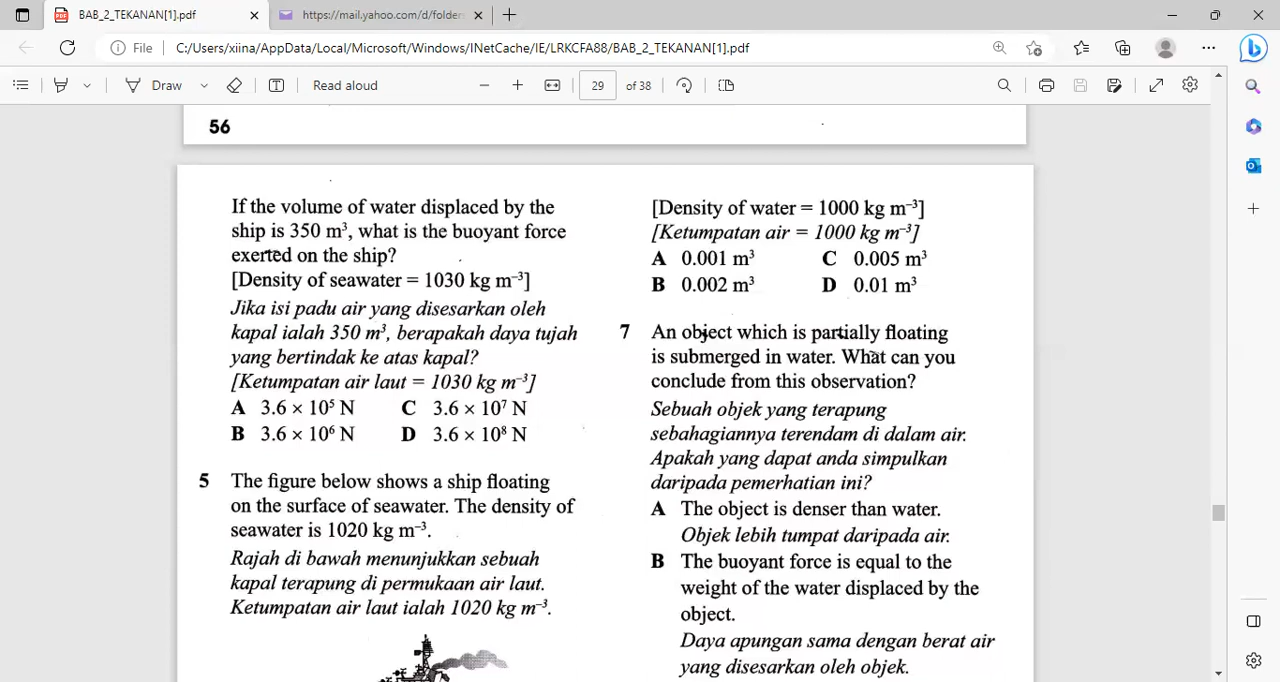 BAB_2_TEKANAN[1].pdf
https://mail.yahoo.com/d/folder
File
C:/Users/xiina/AppData/Local/Microsoft/Windows/INetCache/IE/LRKCFA88/BAB_2_TEKANAN[1].pdf
Draw
Read aloud
29
of 38
56
If the volume of water displaced by the
ship is 350 m³, what is the buoyant force
exerted on the ship?
[Density of seawater = 1030 kg m⁻³]
Jika isi padu air yang disesarkan oleh
kapal ialah 350 m³, berapakah daya tujah
yang bertindak ke atas kapal?
[Ketumpatan air laut = 1030 kg m⁻³]
A 3.6 × 10⁵ N C 3.6 × 10⁷ N
B 3.6 × 10⁶ N D 3.6 × 10⁸ N
5 The figure below shows a ship floating
on the surface of seawater. The density of
seawater is 1020 kg m⁻³.
Rajah di bawah menunjukkan sebuah
kapal terapung di permukaan air laut.
Ketumpatan air laut ialah 1020 kg m⁻³.
[Density of water = 1000 kg m⁻³]
[Ketumpatan air = 1000 kg m⁻³]
A 0.001 m³ C 0.005 m³
B 0.002 m³ D 0.01 m³
7 An object which is partially floating
is submerged in water. What can you
conclude from this observation?
Sebuah objek yang terapung
sebahagiannya terendam di dalam air.
Apakah yang dapat anda simpulkan
daripada pemerhatian ini?
A The object is denser than water.
Objek lebih tumpat daripada air.
B The buoyant force is equal to the
weight of the water displaced by the
object.
Daya apungan sama dengan berat air
yang disesarkan oleh objek.